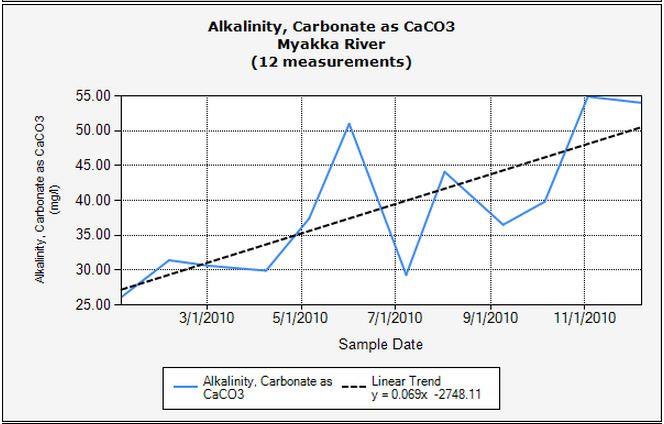 Alkalinity, Carbonate as CaCO3
Myakka River
(12 measurements)
Alkalinity, Carbonate as CaCO3
(mg/l)
55.00
50.00
45.00
40.00
35.00
30.00
25.00
3/1/2010 5/1/2010 7/1/2010 9/1/2010 11/1/2010
Sample Date
Alkalinity, Carbonate as
CaCO3
Linear Trend
y = 0.069x -2748.11